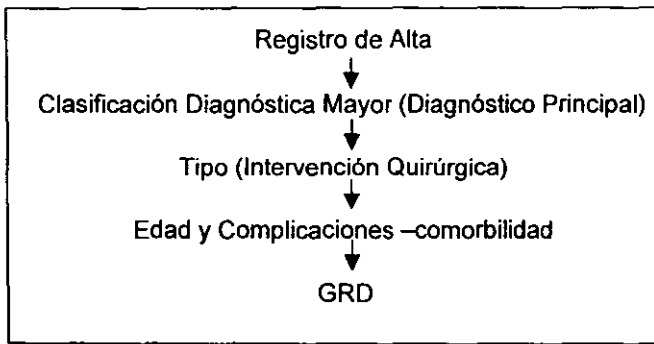 Registro de Alta
Clasificación Diagnóstica Mayor (Diagnóstico Principal)
Tipo (Intervención Quirúrgica)
Edad y Complicaciones –comorbilidad
GRD